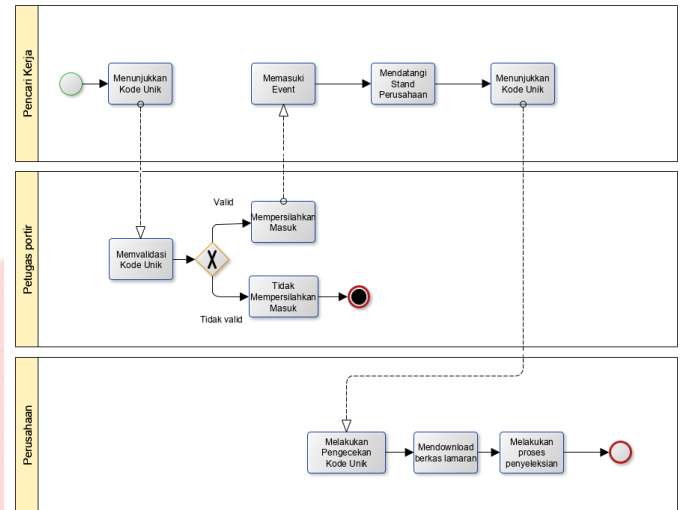 Pencari Kerja
Menunjukkan
Kode Unik
Memasuki
Event
Mendatangi
Stand
Perusahaan
Menunjukkan
Kode Unik
Petugas portir
Memvalidasi
Kode Unik
Valid
Mempersilahkan
Masuk
Tidak valid
Tidak
Mempersilahkan
Masuk
Perusahaan
Melakukan
Pengecekan
Kode Unik
Mendownload
berkas lamaran
Melakukan
proses
penyeleksian